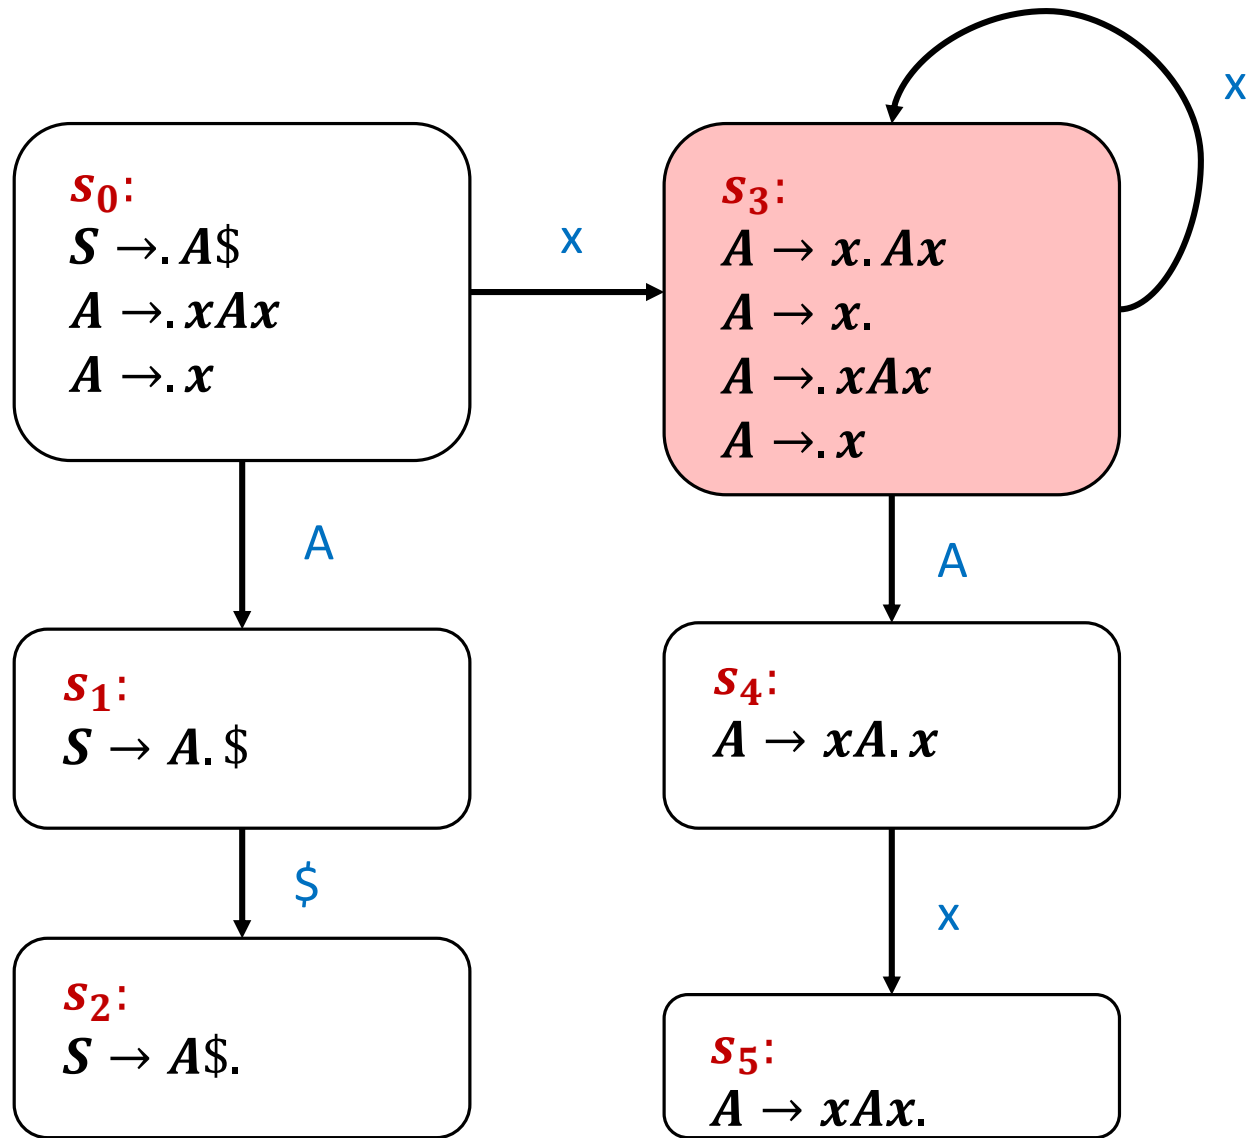 s₀:
S →. A$
A →. xAx
A →. x
x
x
s₃:
A → x. Ax
A → x.
A →. xAx
A →. x
A
A
s₁:
S → A. $
s₄:
A → xA. x
$
x
s₂:
S → A$.
s₅:
A → xAx.